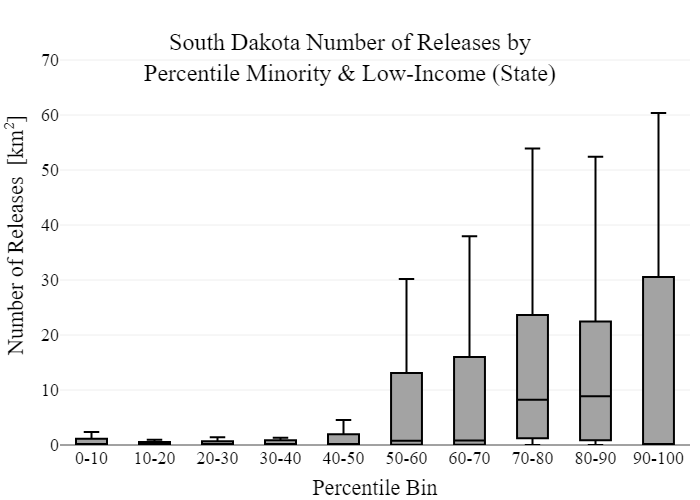 South Dakota Number of Releases by
Percentile Minority & Low-Income (State)
Number of Releases [km²]
70
60
50
40
30
20
10
0
0-10 10-20 20-30 30-40 40-50 50-60 60-70 70-80 80-90 90-100
Percentile Bin